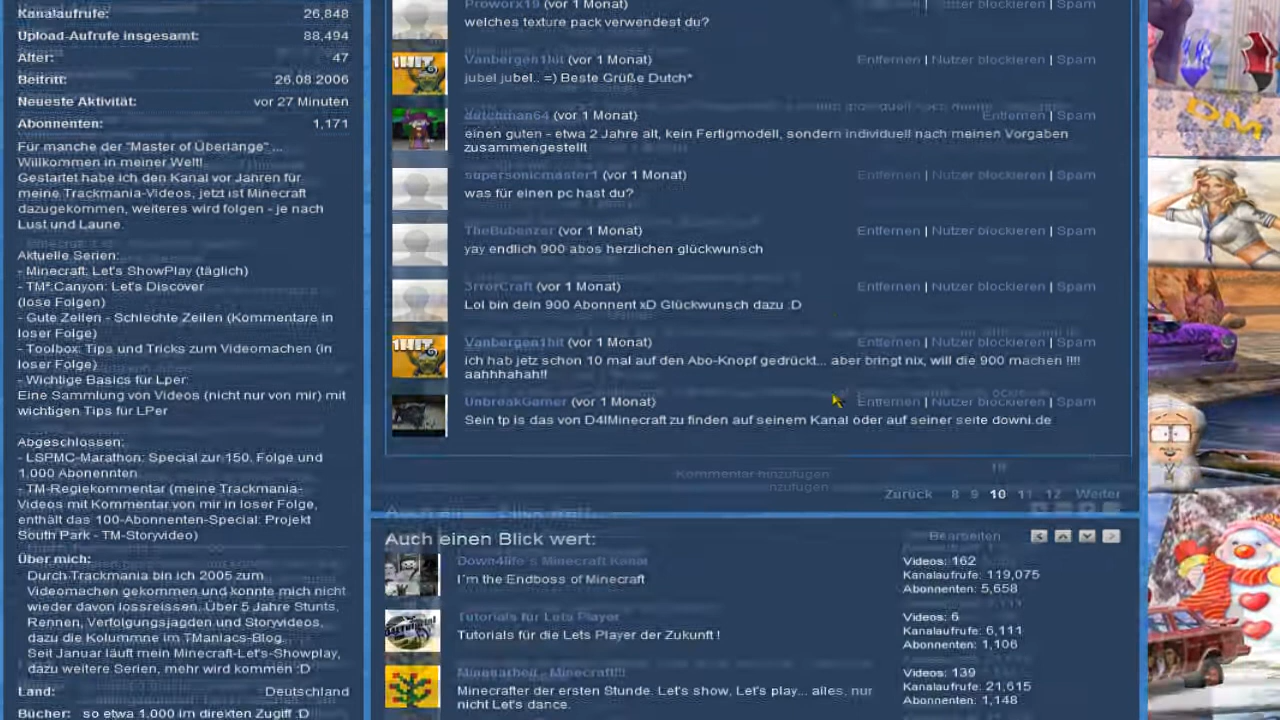 Kanalaufrufe: 26,848
Upload-Aufrufe insgesamt: 88,494
Alter: 47
Beitritt: 26.08.2006
Neueste Aktivität: vor 27 Minuten
Abonnenten: 1,171
Für manche der "Master of Überlänge" ...
Willkommen in meiner Welt!
Gestartet habe ich den Kanal vor Jahren für
meine Trackmania-Videos, jetzt ist Minecraft
dazugekommen, weiteres wird folgen - je nach
Lust und Laune.
Aktuelle Serien:
- Minecraft: Let's ShowPlay (täglich)
- TM²:Canyon: Let's Discover
(lose Folgen)
- Gute Zeilen - Schlechte Zeilen (Kommentare in
loser Folge)
- Toolbox: Tips und Tricks zum Videomachen (in
loser Folge)
- Wichtige Basics für Lper:
Eine Sammlung von Videos (nicht nur von mir) mit
wichtigen Tips für LPer
Abgeschlossen:
- LSPMC-Marathon: Special zur 150. Folge und
1.000 Abonennten
- TM-Regiekommentar (meine Trackmania-
Videos mit Kommentar von mir in loser Folge,
enthält das 100-Abonnenten-Special: Projekt
South Park - TM-Storyvideo)
Über mich:
Durch Trackmania bin ich 2005 zum
Videomachen gekommen und konnte mich nicht
wieder davon lossreissen. Über 5 Jahre Stunts,
Rennen, Verfolgungsjagden und Storyvideos,
dazu die Kolummne im TManiacs-Blog.
Seit Januar läuft mein Minecraft-Let's-Showplay,
dazu weitere Serien, mehr wird kommen :D
Land: Deutschland
Bücher: so etwa 1.000 im direkten Zugiff :D
Proworx19 (vor 1 Monat) blockieren | Spam
welches texture pack verwendest du?
Vanbergen1hit (vor 1 Monat) Entfernen | Nutzer blockieren | Spam
jubel jubel.. =) Beste Grüße Dutch*
dutchman64 (vor 1 Monat) Entfernen | Nutzer blockieren | Spam
einen guten - etwa 2 Jahre alt, kein Fertigmodell, sondern individuell nach meinen Vorgaben
zusammengestellt
supersonicmaster1 (vor 1 Monat) Entfernen | Nutzer blockieren | Spam
was für einen pc hast du?
TheBubenzer (vor 1 Monat) Entfernen | Nutzer blockieren | Spam
yay endlich 900 abos herzlichen glückwunsch
3rrorCraft (vor 1 Monat) Entfernen | Nutzer blockieren | Spam
Lol bin dein 900 Abonnent xD Glückwunsch dazu :D
Vanbergen1hit (vor 1 Monat) Entfernen | Nutzer blockieren | Spam
ich hab jetz schon 10 mal auf den Abo-Knopf gedrückt... aber bringt nix, will die 900 machen !!!!
aahhhahah!!
UnbreakGamer (vor 1 Monat) Entfernen | Nutzer blockieren | Spam
Sein tp is das von D4lMinecraft zu finden auf seinem Kanal oder auf seiner seite downi.de
Kommentar hinzufügen
Zurück 8 9 10 11 12 Weiter
Auch einen Blick wert: Bearbeiten
Down4life´s Minecraft Kanal
I´m the Endboss of Minecraft
Videos: 162
Kanalaufrufe: 119,075
Abonnenten: 5,658
Tutorials für Lets Player
Tutorials für die Lets Player der Zukunft !
Videos: 6
Kanalaufrufe: 6,111
Abonnenten: 1,106
Minecrafter der ersten Stunde. Let's show, Let's play... alles, nur
nicht Let's dance.
Videos: 139
Kanalaufrufe: 21,615
Abonnenten: 1,148
1HIT
1HIT
DM